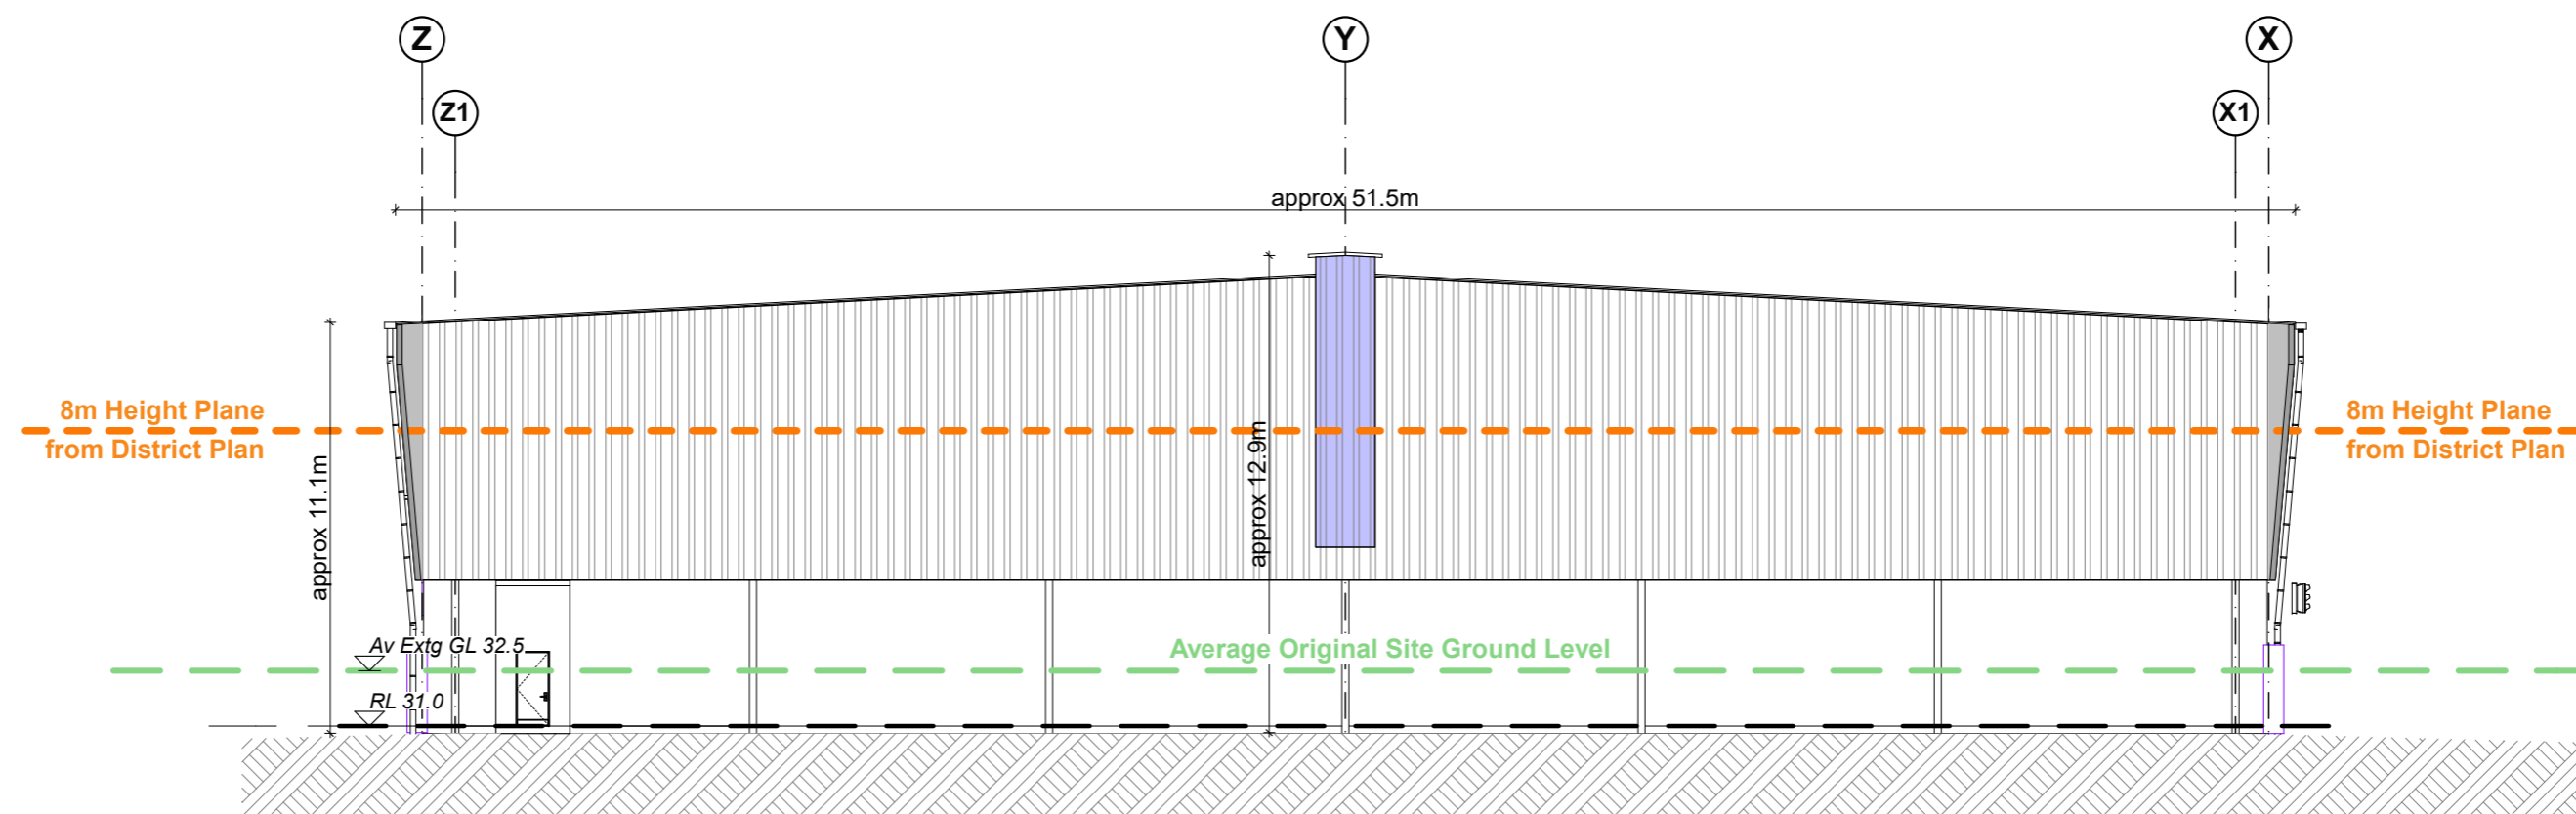 Z
Y
X
Z1
X1
approx 51.5m
8m Height Plane
from District Plan
8m Height Plane
from District Plan
approx 11.1m
approx 12.9m
Av Extg GL 32.5
Average Original Site Ground Level
RL 31.0